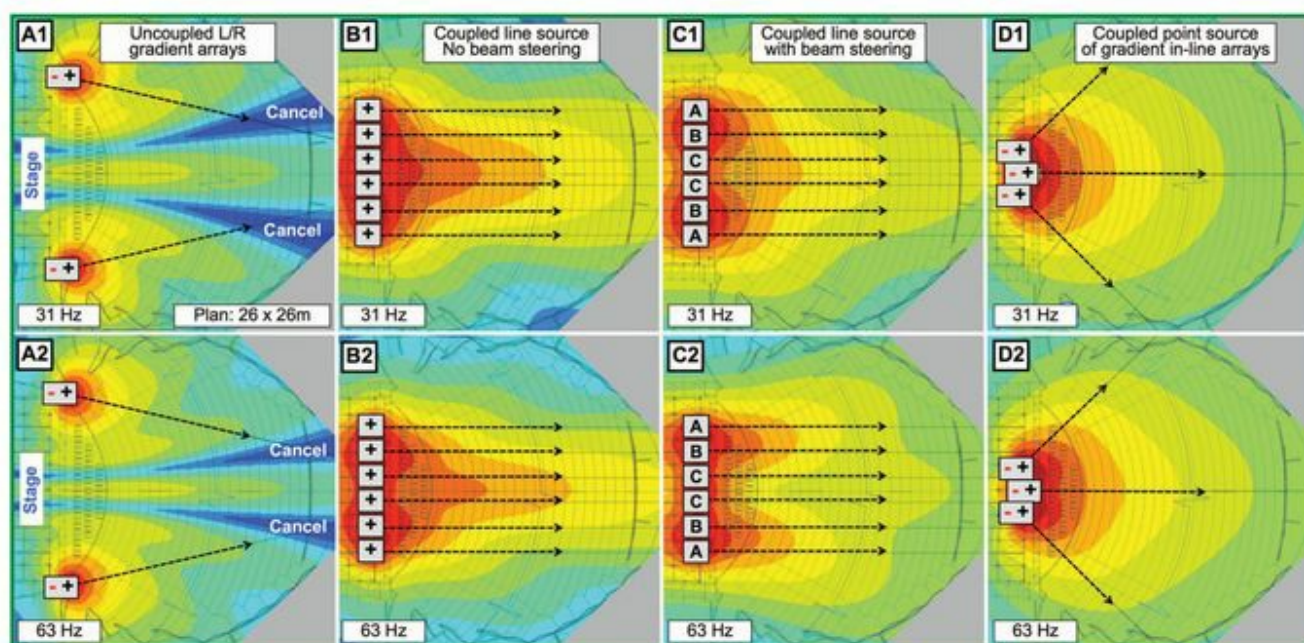 A1
Uncoupled L/R
gradient arrays
- +
Cancel
Stage
Cancel
- +
31 Hz
Plan: 26 x 26m
B1
Coupled line source
No beam steering
+
+
+
+
+
+
31 Hz
C1
Coupled line source
with beam steering
A
B
C
C
B
A
31 Hz
D1
Coupled point source
of gradient in-line arrays
- +
- +
- +
31 Hz
A2
- +
Cancel
Stage
Cancel
- +
63 Hz
B2
+
+
+
+
+
+
63 Hz
C2
A
B
C
C
B
A
63 Hz
D2
- +
- +
- +
63 Hz